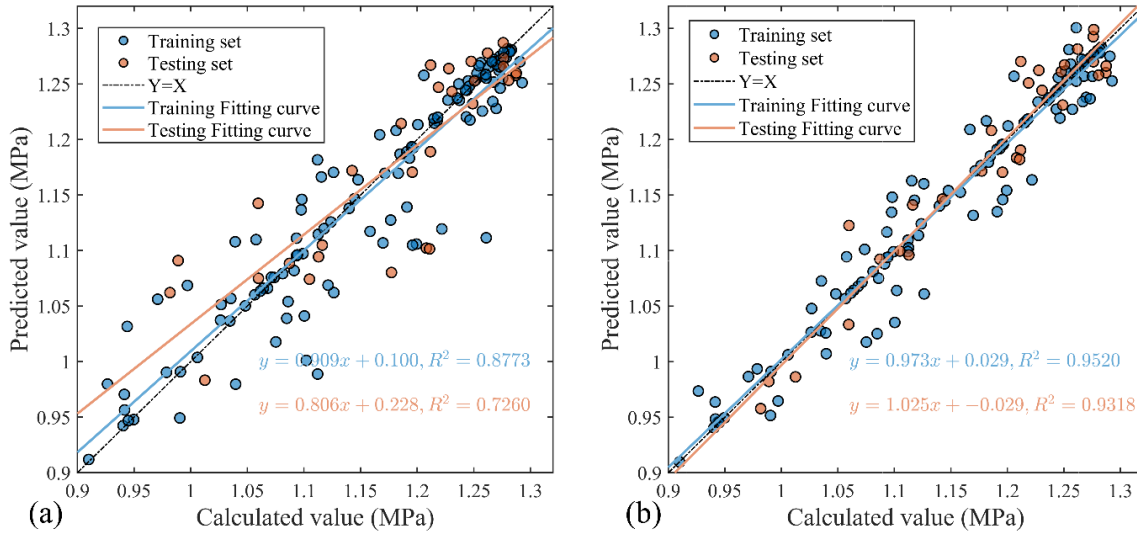 1.3
1.25
1.2
1.15
1.1
1.05
1
0.95
0.9
Predicted value (MPa)
Training set
Testing set
Y=X
Training Fitting curve
Testing Fitting curve
y = 0.909x + 0.100, R² = 0.8773
y = 0.806x + 0.228, R² = 0.7260
0.9 0.95 1 1.05 1.1 1.15 1.2 1.25 1.3
(a)
Calculated value (MPa)
1.3
1.25
1.2
1.15
1.1
1.05
1
0.95
0.9
Predicted value (MPa)
Training set
Testing set
Y=X
Training Fitting curve
Testing Fitting curve
y = 0.973x + 0.029, R² = 0.9520
y = 1.025x + −0.029, R² = 0.9318
0.9 0.95 1 1.05 1.1 1.15 1.2 1.25 1.3
(b)
Calculated value (MPa)